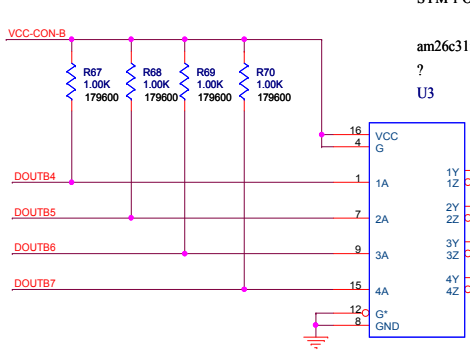 am26c31
?
U3
VCC-CON-B
R67 R68 R69 R70
1.00K 1.00K 1.00K 1.00K
179600 179600 179600 179600
16 VCC
4 G
DOUTB4 1 1A 1Y
1Z
DOUTB5 7 2A 2Y
2Z
DOUTB6 9 3A 3Y
3Z
DOUTB7 15 4A 4Y
4Z
12 G*
8 GND